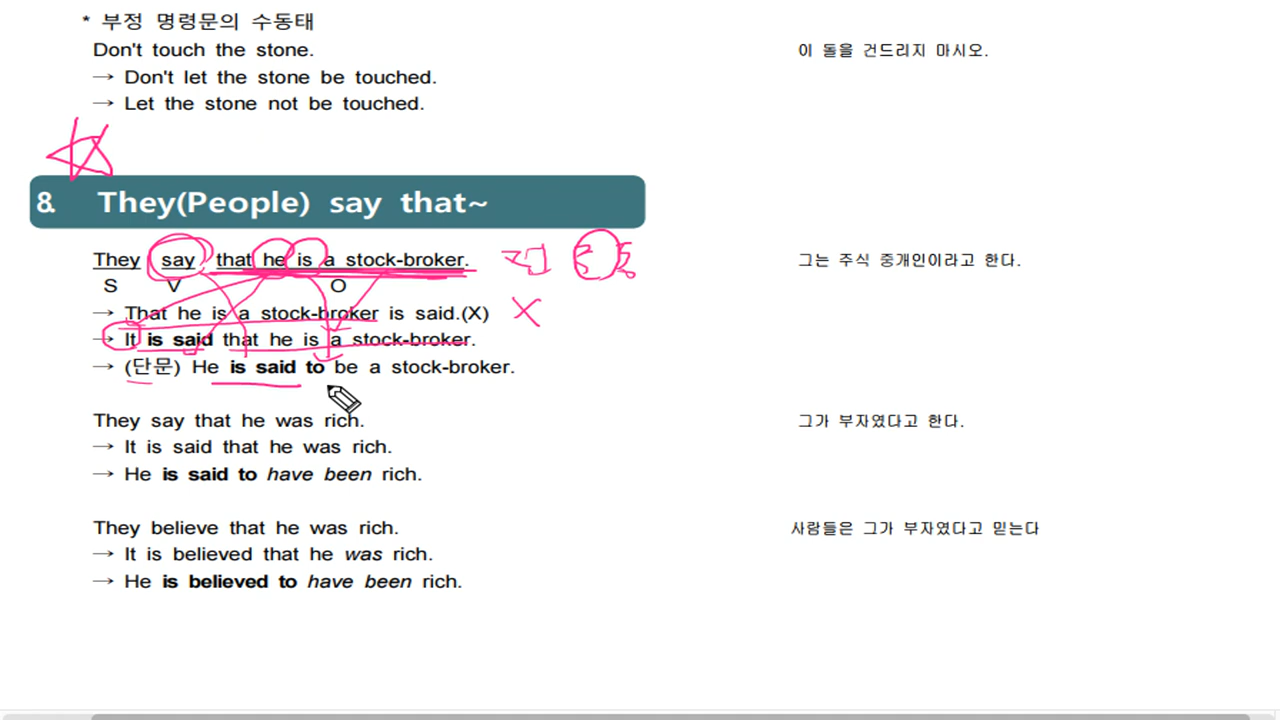 * 부정 명령문의 수동태
Don't touch the stone. 이 돌을 건드리지 마시오.
→ Don't let the stone be touched.
→ Let the stone not be touched.
8. They(People) say that~
They say that he is a stock-broker. 그는 주식 중개인이라고 한다.
S V O
→ That he is a stock-broker is said.(X) X
→ It is said that he is a stock-broker.
→ (단문) He is said to be a stock-broker.
They say that he was rich. 그가 부자였다고 한다.
→ It is said that he was rich.
→ He is said to have been rich.
They believe that he was rich. 사람들은 그가 부자였다고 믿는다
→ It is believed that he was rich.
→ He is believed to have been rich.